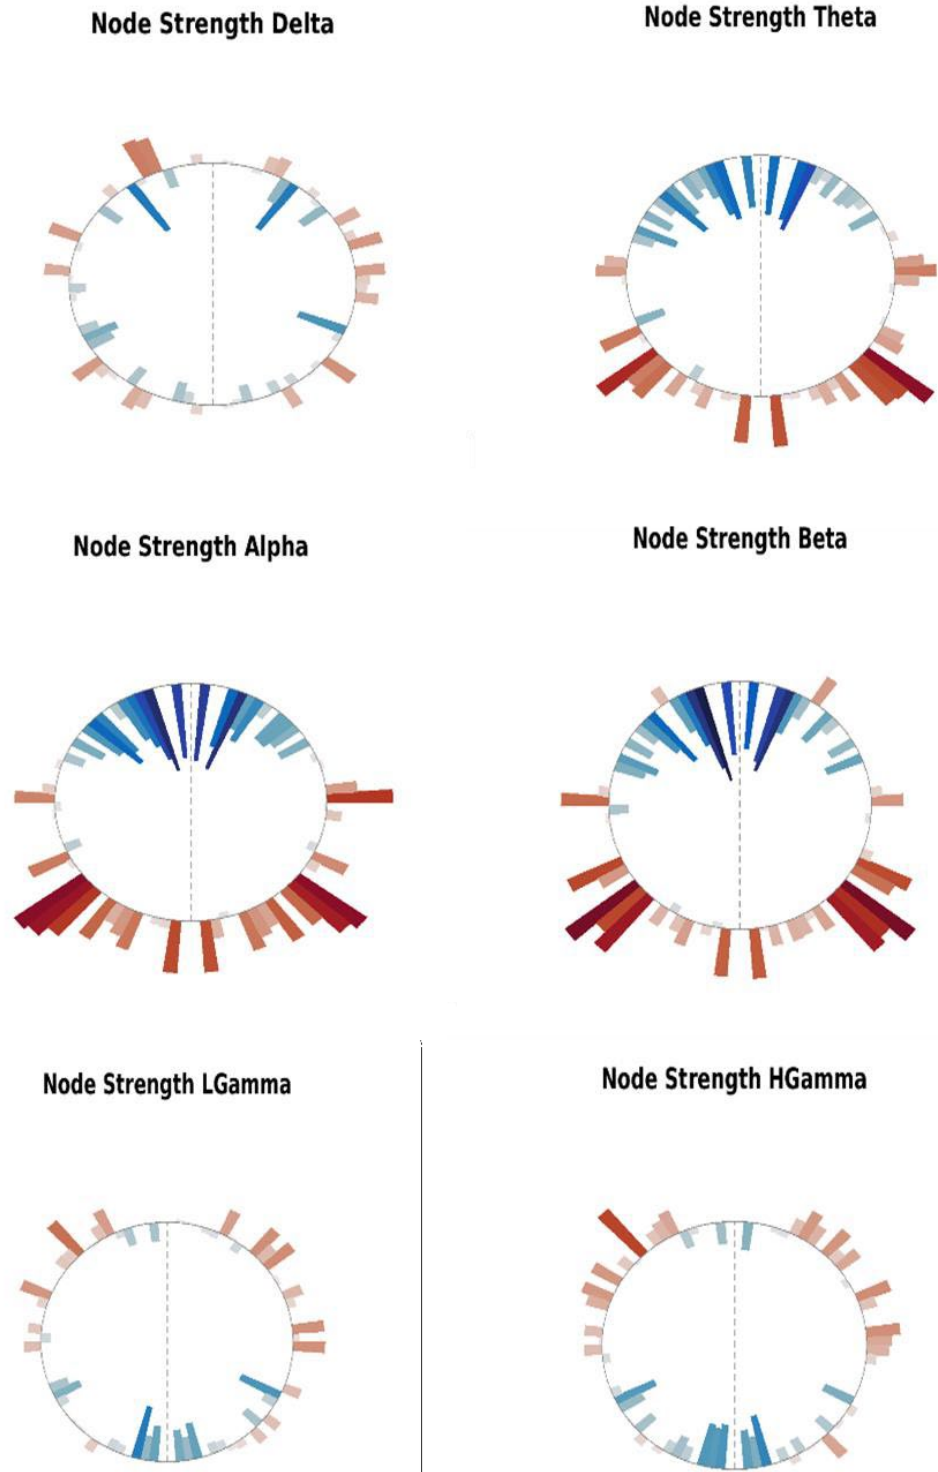 Node Strength Delta
Node Strength Theta
Node Strength Alpha
Node Strength Beta
Node Strength LGamma
Node Strength HGamma